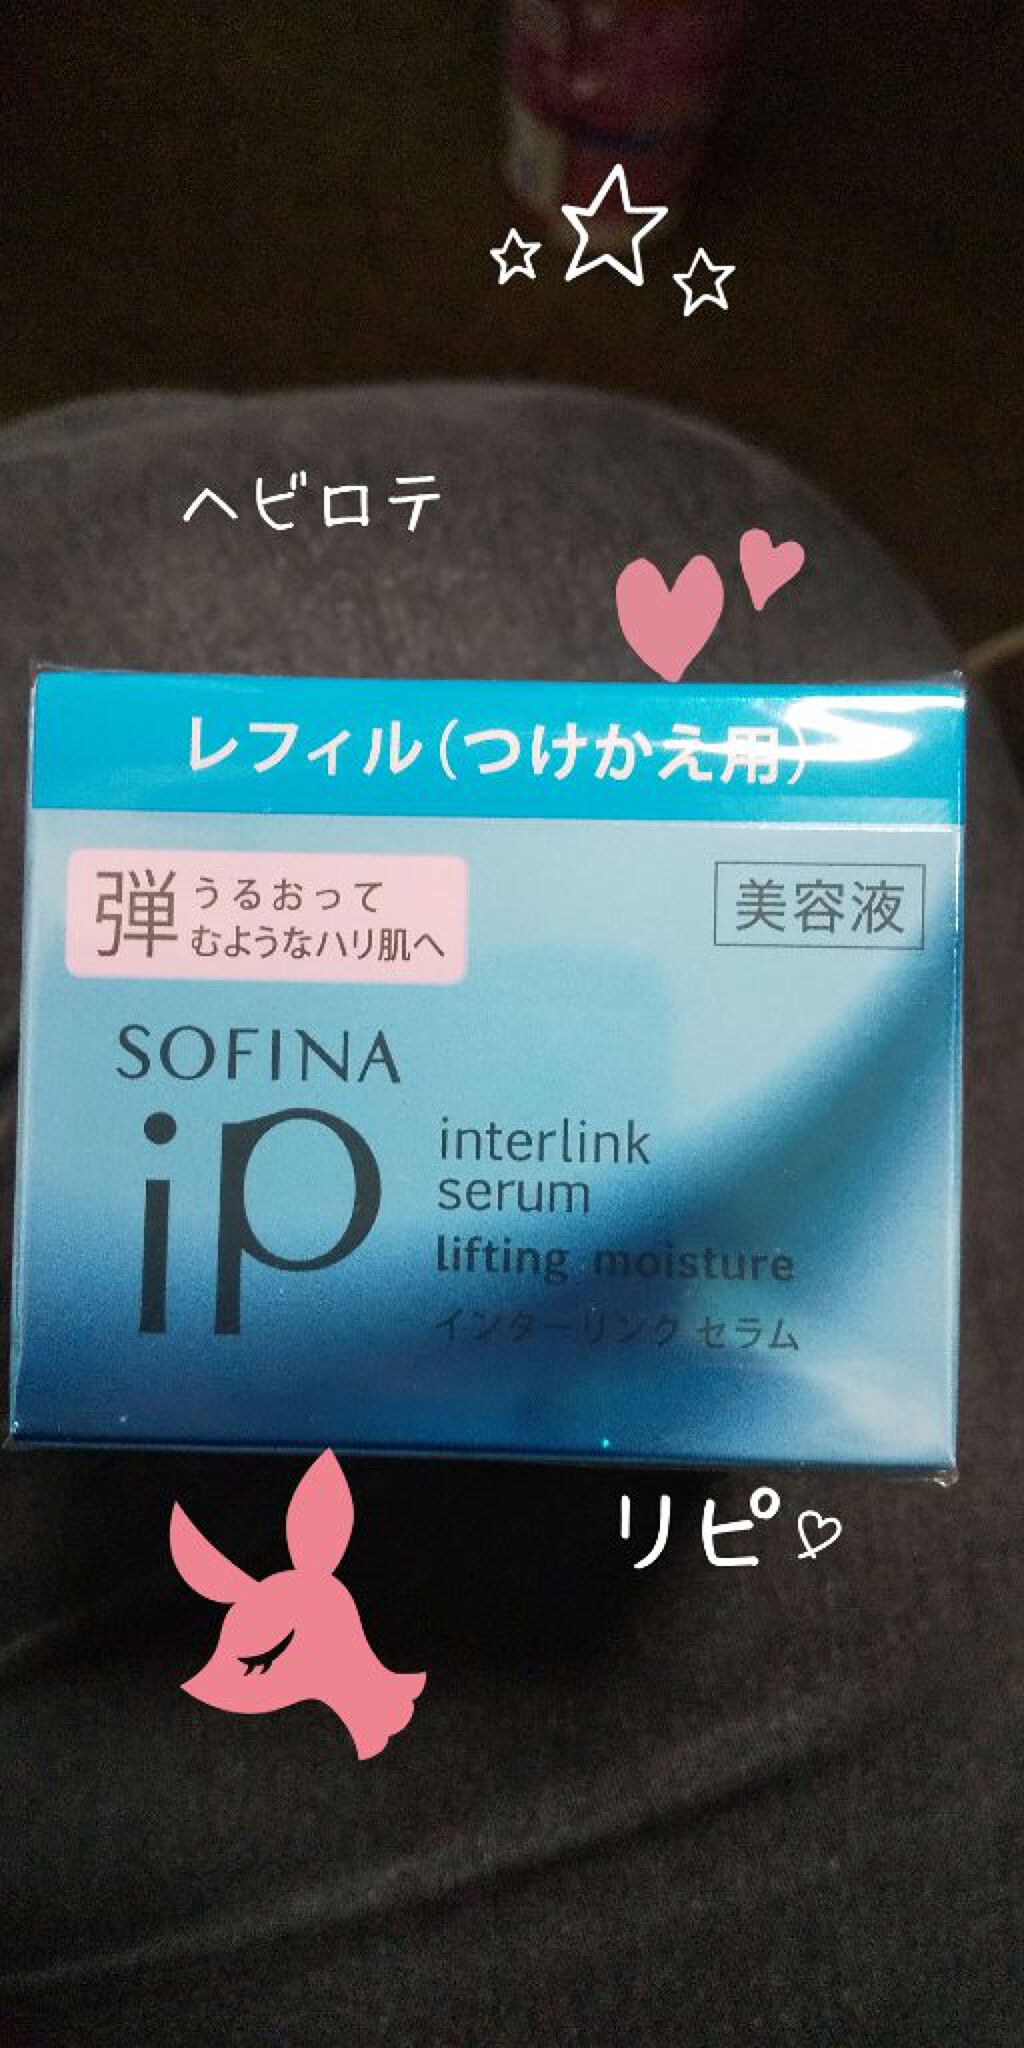 ヘビロテ
レフィル(つけかえ用)
弾
うるおって
むようなハリ肌へ
美容液
SOFINA
iP
interlink
serum
lifting moisture
インターリンク セラム
リピ♡